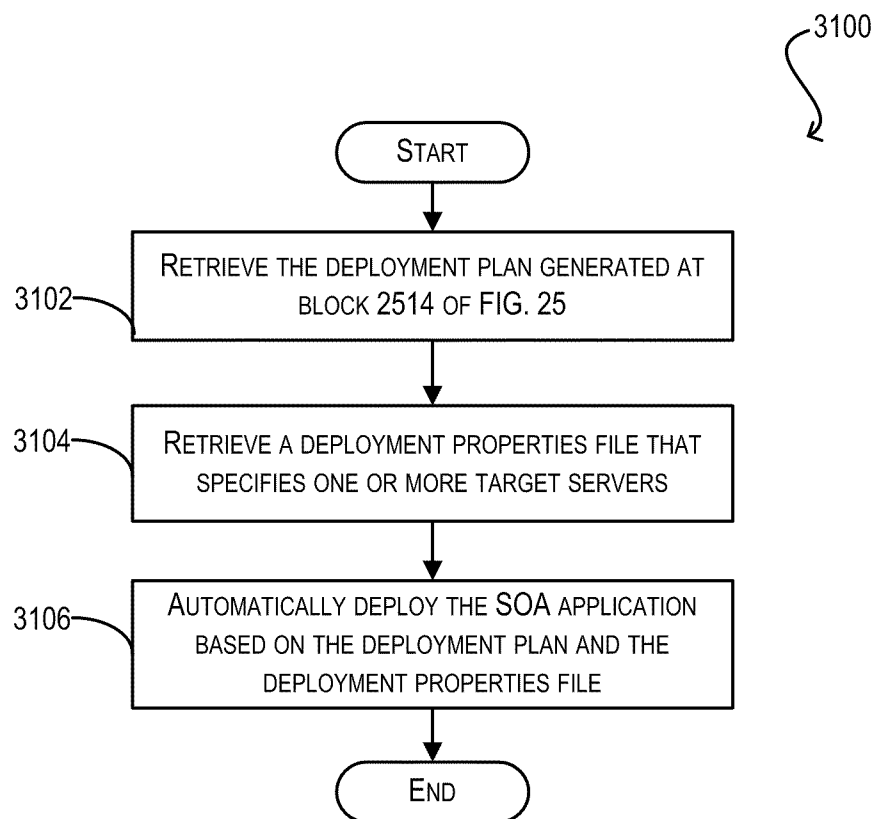 3100
START
RETRIEVE THE DEPLOYMENT PLAN GENERATED AT
BLOCK 2514 OF FIG. 25
3102
3104
RETRIEVE A DEPLOYMENT PROPERTIES FILE THAT
SPECIFIES ONE OR MORE TARGET SERVERS
3106
AUTOMATICALLY DEPLOY THE SOA APPLICATION
BASED ON THE DEPLOYMENT PLAN AND THE
DEPLOYMENT PROPERTIES FILE
END